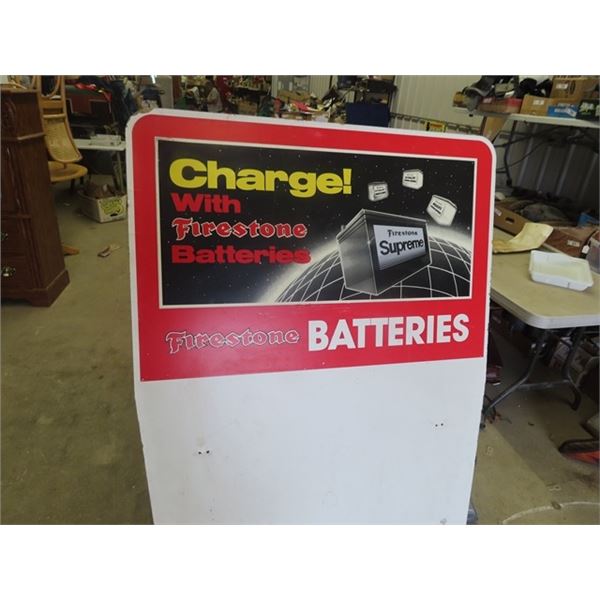 Charge!
With
Firestone
Batteries
Firestone
Supreme
Firestone BATTERIES